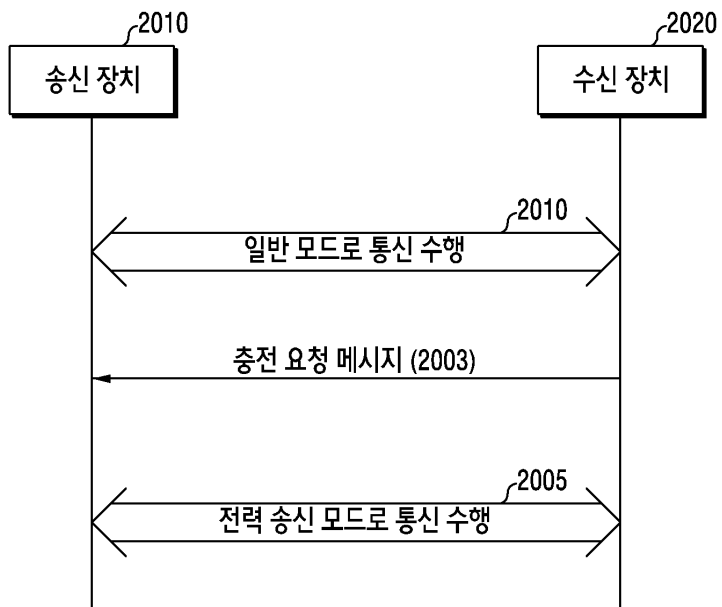 2010
2020
송신 장치
수신 장치
2010
일반 모드로 통신 수행
충전 요청 메시지 (2003)
2005
전력 송신 모드로 통신 수행